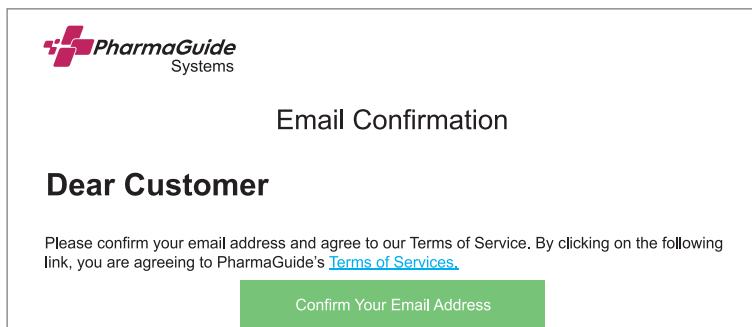 PharmaGuide
Systems
Email Confirmation
Dear Customer
Please confirm your email address and agree to our Terms of Service. By clicking on the following
link, you are agreeing to PharmaGuide's Terms of Services.
Confirm Your Email Address